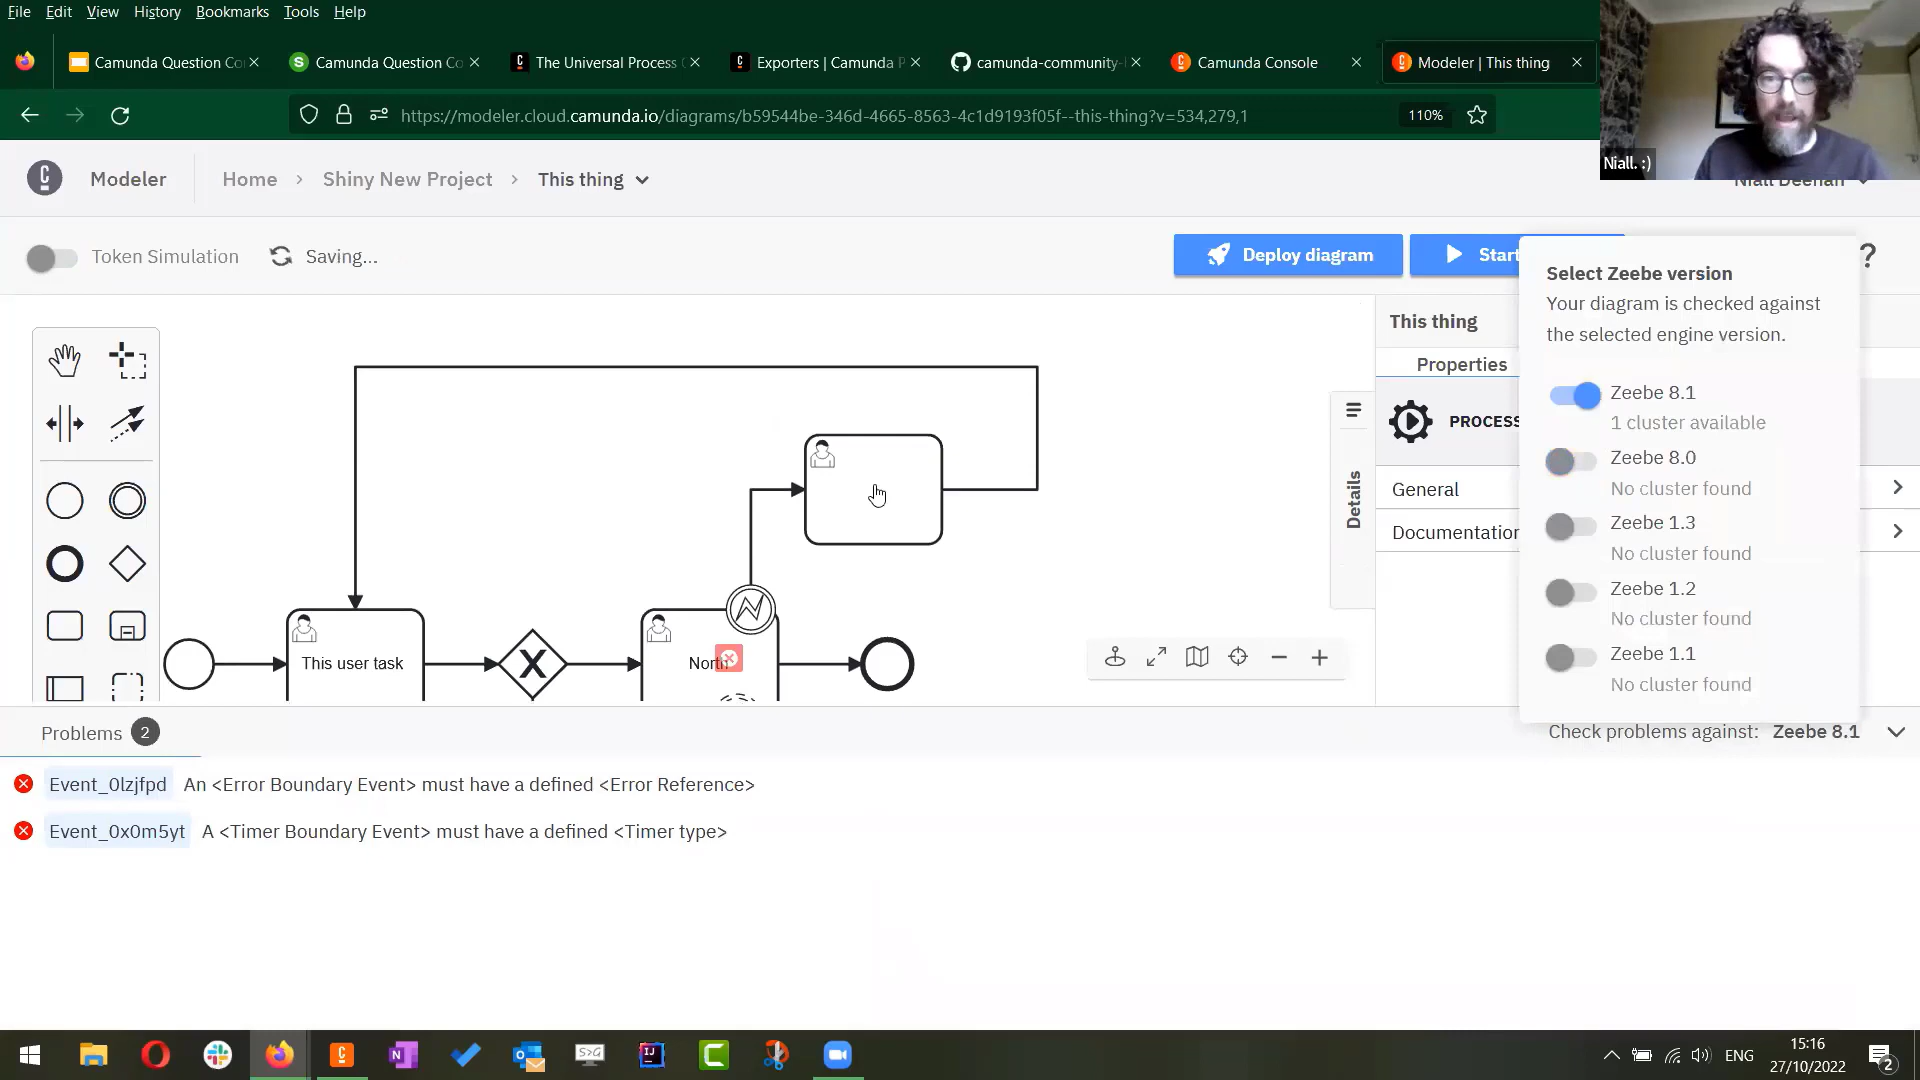 File Edit View History Bookmarks Tools Help
Camunda Question Co
Camunda Question Co
The Universal Process
Exporters | Camunda P
camunda-community-
Camunda Console
Modeler | This thing
https://modeler.cloud.camunda.io/diagrams/b59544be-346d-4665-8563-4c1d9193f05f--this-thing?v=534,279,1
110%
Niall. :)
Modeler
Home > Shiny New Project > This thing
Niall Deehan
Token Simulation
Saving...
Deploy diagram
Start
?
Select Zeebe version
Your diagram is checked against
the selected engine version.
Zeebe 8.1
1 cluster available
Zeebe 8.0
No cluster found
Zeebe 1.3
No cluster found
Zeebe 1.2
No cluster found
Zeebe 1.1
No cluster found
This thing
Properties
PROCESS
General
Documentation
Details
This user task
X
North
Problems 2
Check problems against: Zeebe 8.1
Event_0lzjfpd An <Error Boundary Event> must have a defined <Error Reference>
Event_0x0m5yt A <Timer Boundary Event> must have a defined <Timer type>
ENG
15:16
27/10/2022
2